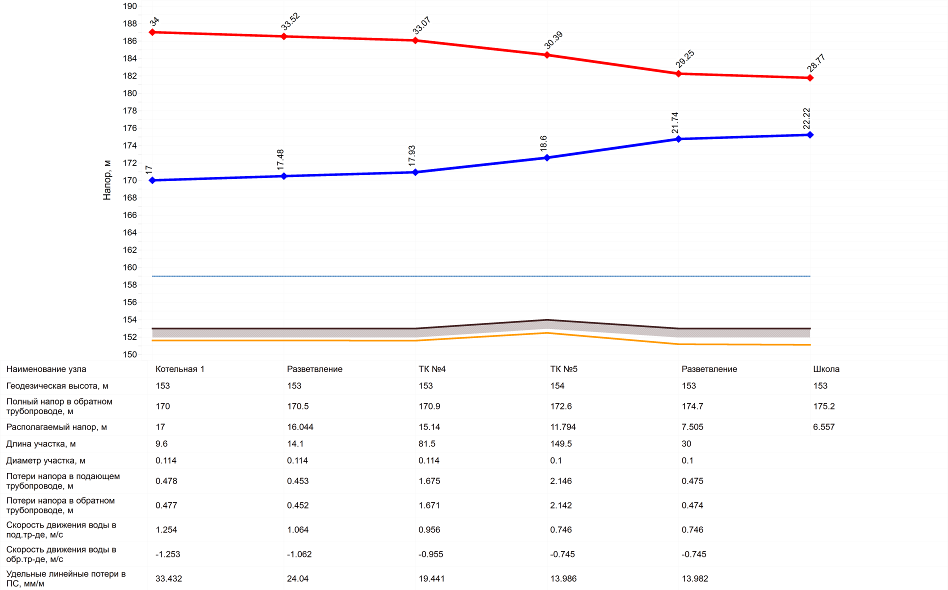 190
188
186
184
182
180
178
176
174
172
170
168
166
164
162
160
158
156
154
152
150
Напор, м
34
33.52
33.07
30.39
29.25
28.77
17
17.48
17.93
18.6
21.74
22.22
Наименование узла Котельная 1 Разветвление ТК №4 ТК №5 Разветвление Школа
Геодезическая высота, м 153 153 153 154 153 153
Полный напор в обратном
трубопроводе, м 170 170.5 170.9 172.6 174.7 175.2
Располагаемый напор, м 17 16.044 15.14 11.794 7.505 6.557
Длина участка, м 9.6 14.1 81.5 149.5 30
Диаметр участка, м 0.114 0.114 0.114 0.1 0.1
Потери напора в подающем
трубопроводе, м 0.478 0.453 1.675 2.146 0.475
Потери напора в обратном
трубопроводе, м 0.477 0.452 1.671 2.142 0.474
Скорость движения воды в
под.тр-де, м/с 1.254 1.064 0.956 0.746 0.746
Скорость движения воды в
обр.тр-де, м/с -1.253 -1.062 -0.955 -0.745 -0.745
Удельные линейные потери в
ПС, мм/м 33.432 24.04 19.441 13.986 13.982